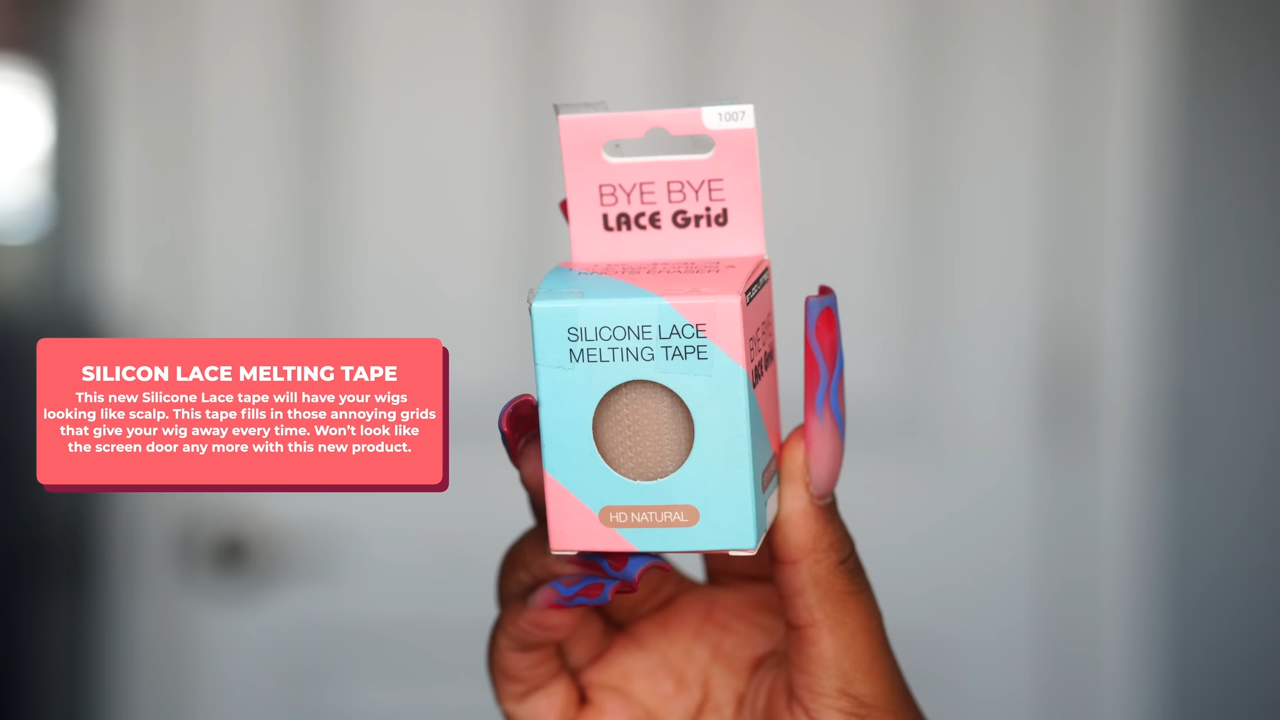 1007
BYE BYE
LACE Grid
KNOTS ERASER
SILICONE LACE
MELTING TAPE
HD NATURAL
BYE BYE
LACE Grid
SILICON LACE MELTING TAPE
This new Silicone Lace tape will have your wigs
looking like scalp. This tape fills in those annoying grids
that give your wig away every time. Won't look like
the screen door any more with this new product.